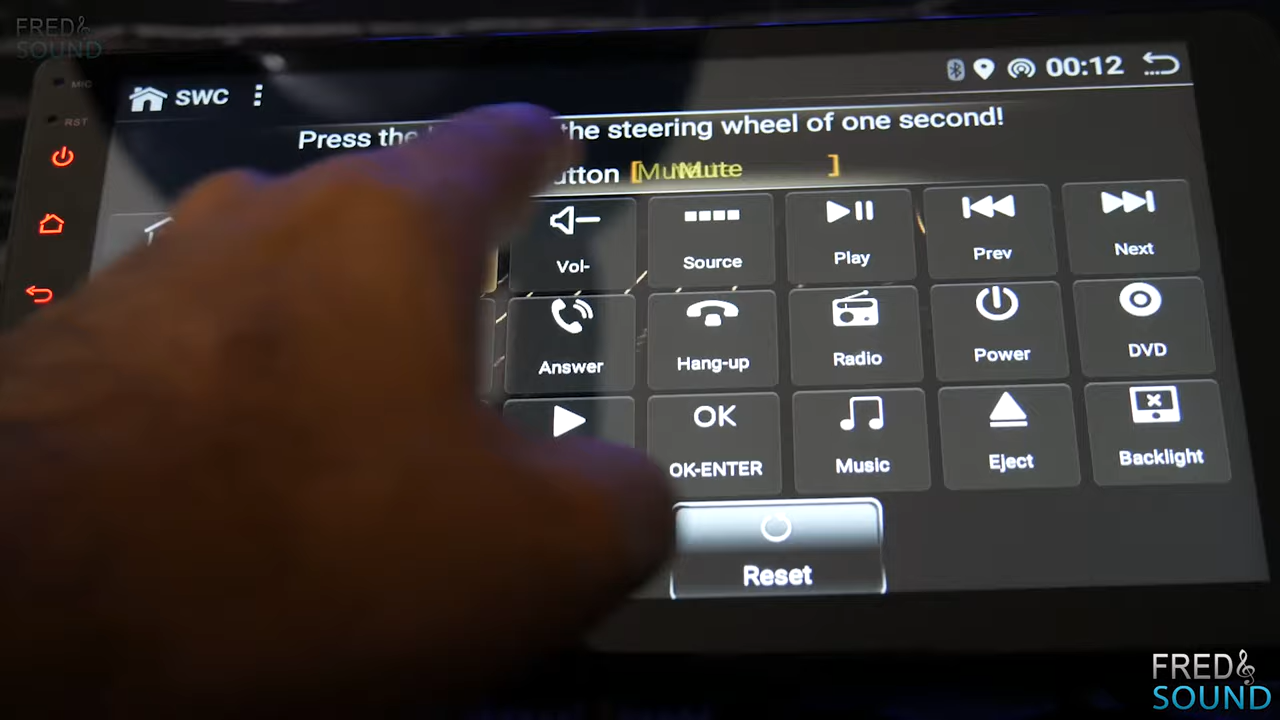 FRED
SOUND
MIC
RST
SWC
00:12
Press the the steering wheel of one second!
utton [ Mute ]
Vol-
Source
Play
Prev
Next
Answer
Hang-up
Radio
Power
DVD
OK
OK-ENTER
Music
Eject
Backlight
Reset
FRED
SOUND